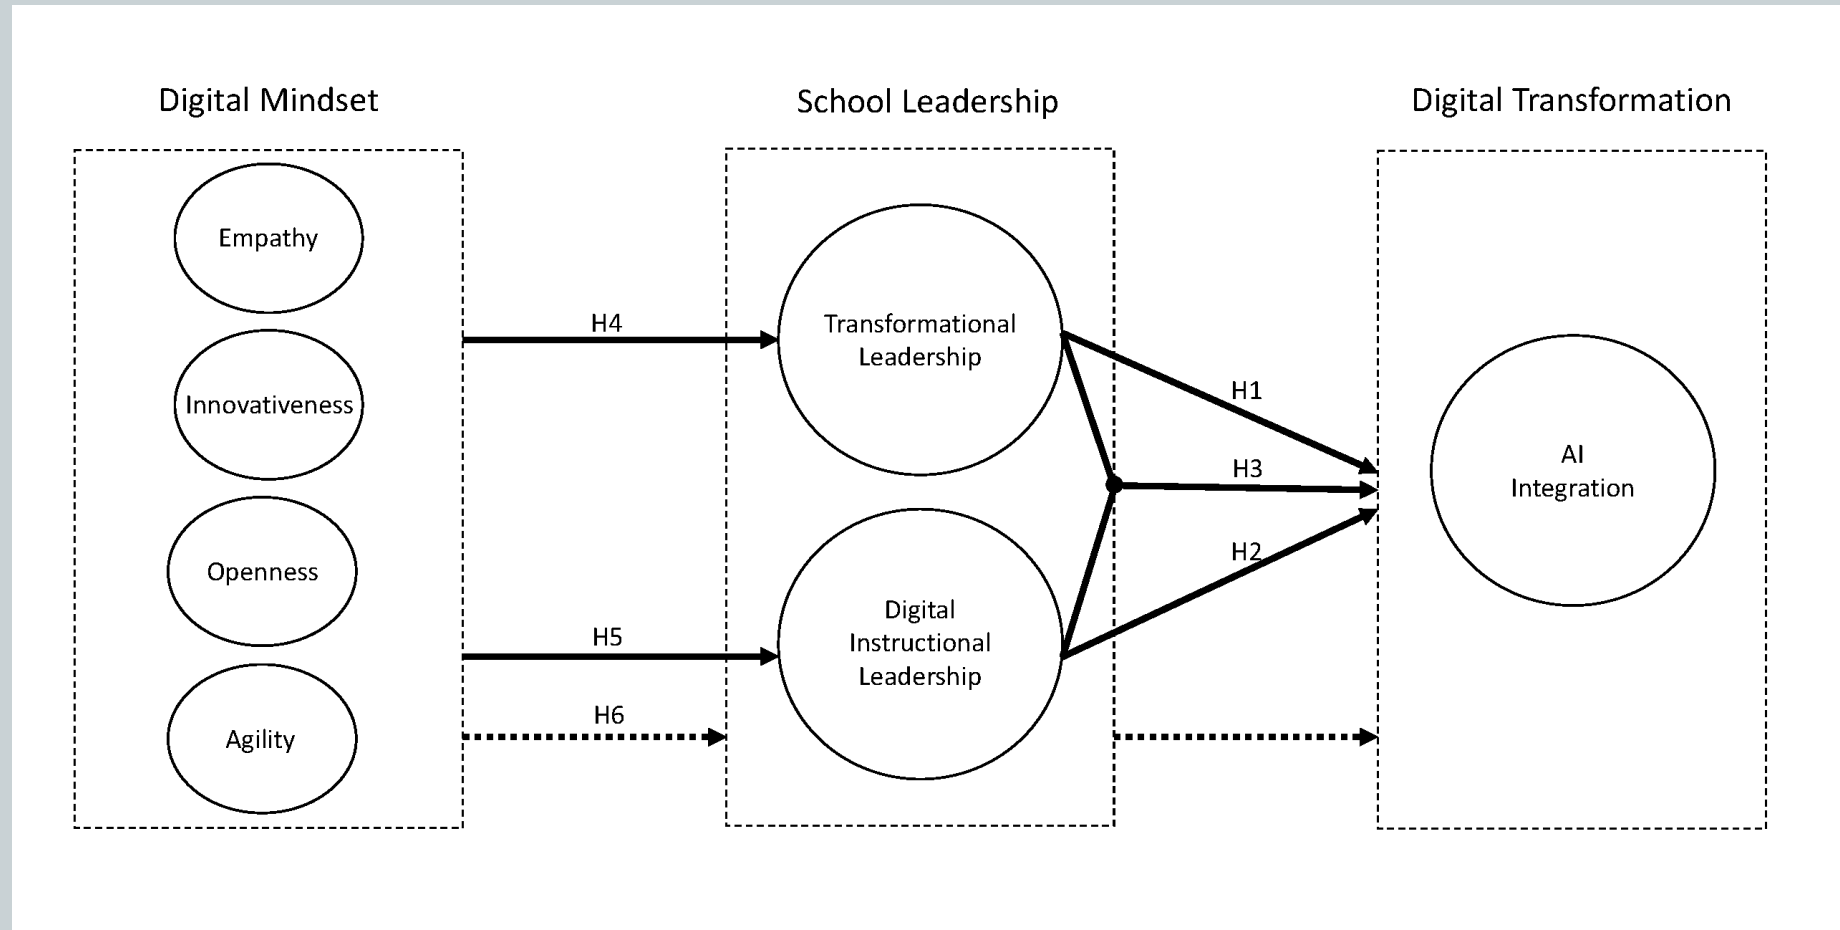 Digital Mindset
School Leadership
Digital Transformation
Empathy
Innovativeness
Openness
Agility
H4
H5
H6
Transformational
Leadership
Digital
Instructional
Leadership
H1
H3
H2
AI
Integration